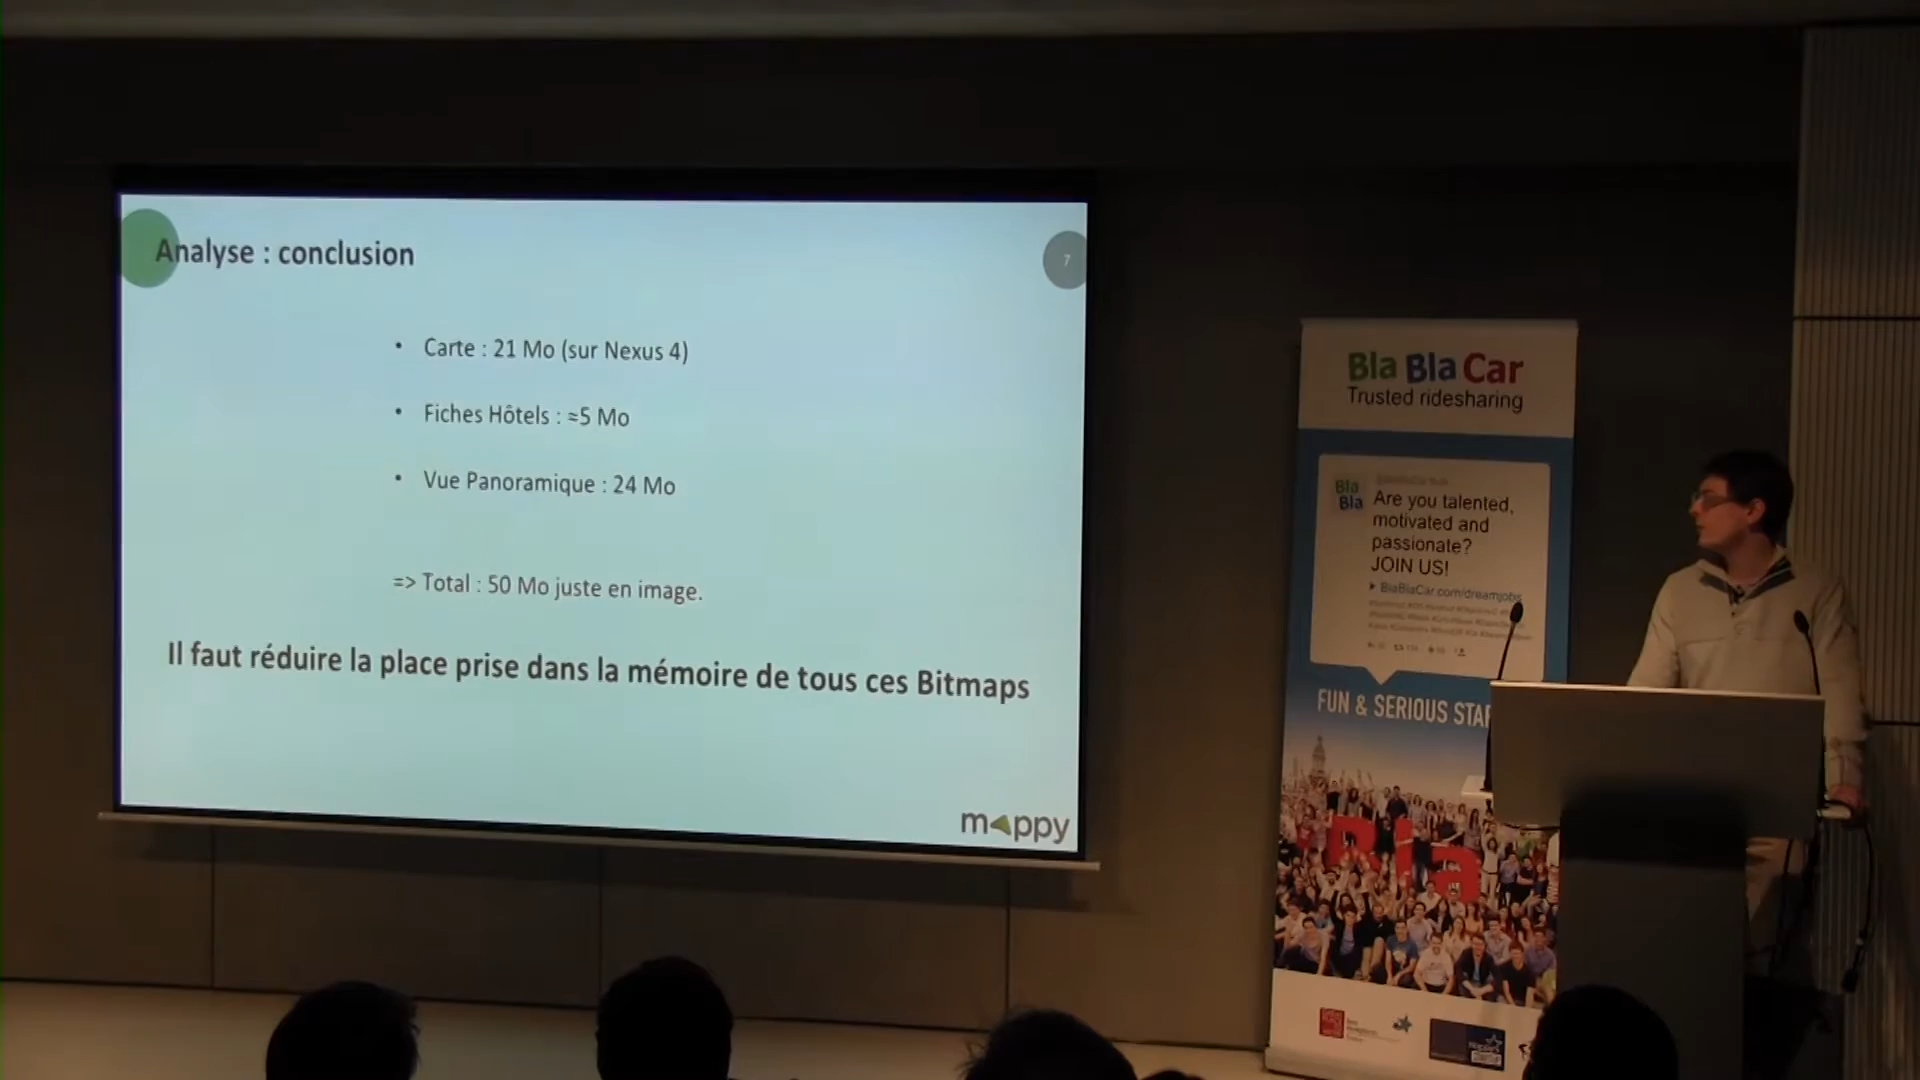 Analyse : conclusion
7
• Carte : 21 Mo (sur Nexus 4)
• Fiches Hôtels : ≈5 Mo
• Vue Panoramique : 24 Mo
=> Total : 50 Mo juste en image.
Il faut réduire la place prise dans la mémoire de tous ces Bitmaps
mappy
Bla Bla Car
Trusted ridesharing
Bla
Bla
Are you talented,
motivated and
passionate?
JOIN US!
BlaBlaCar.com/dreamjobs
FUN & SERIOUS STA
Bla